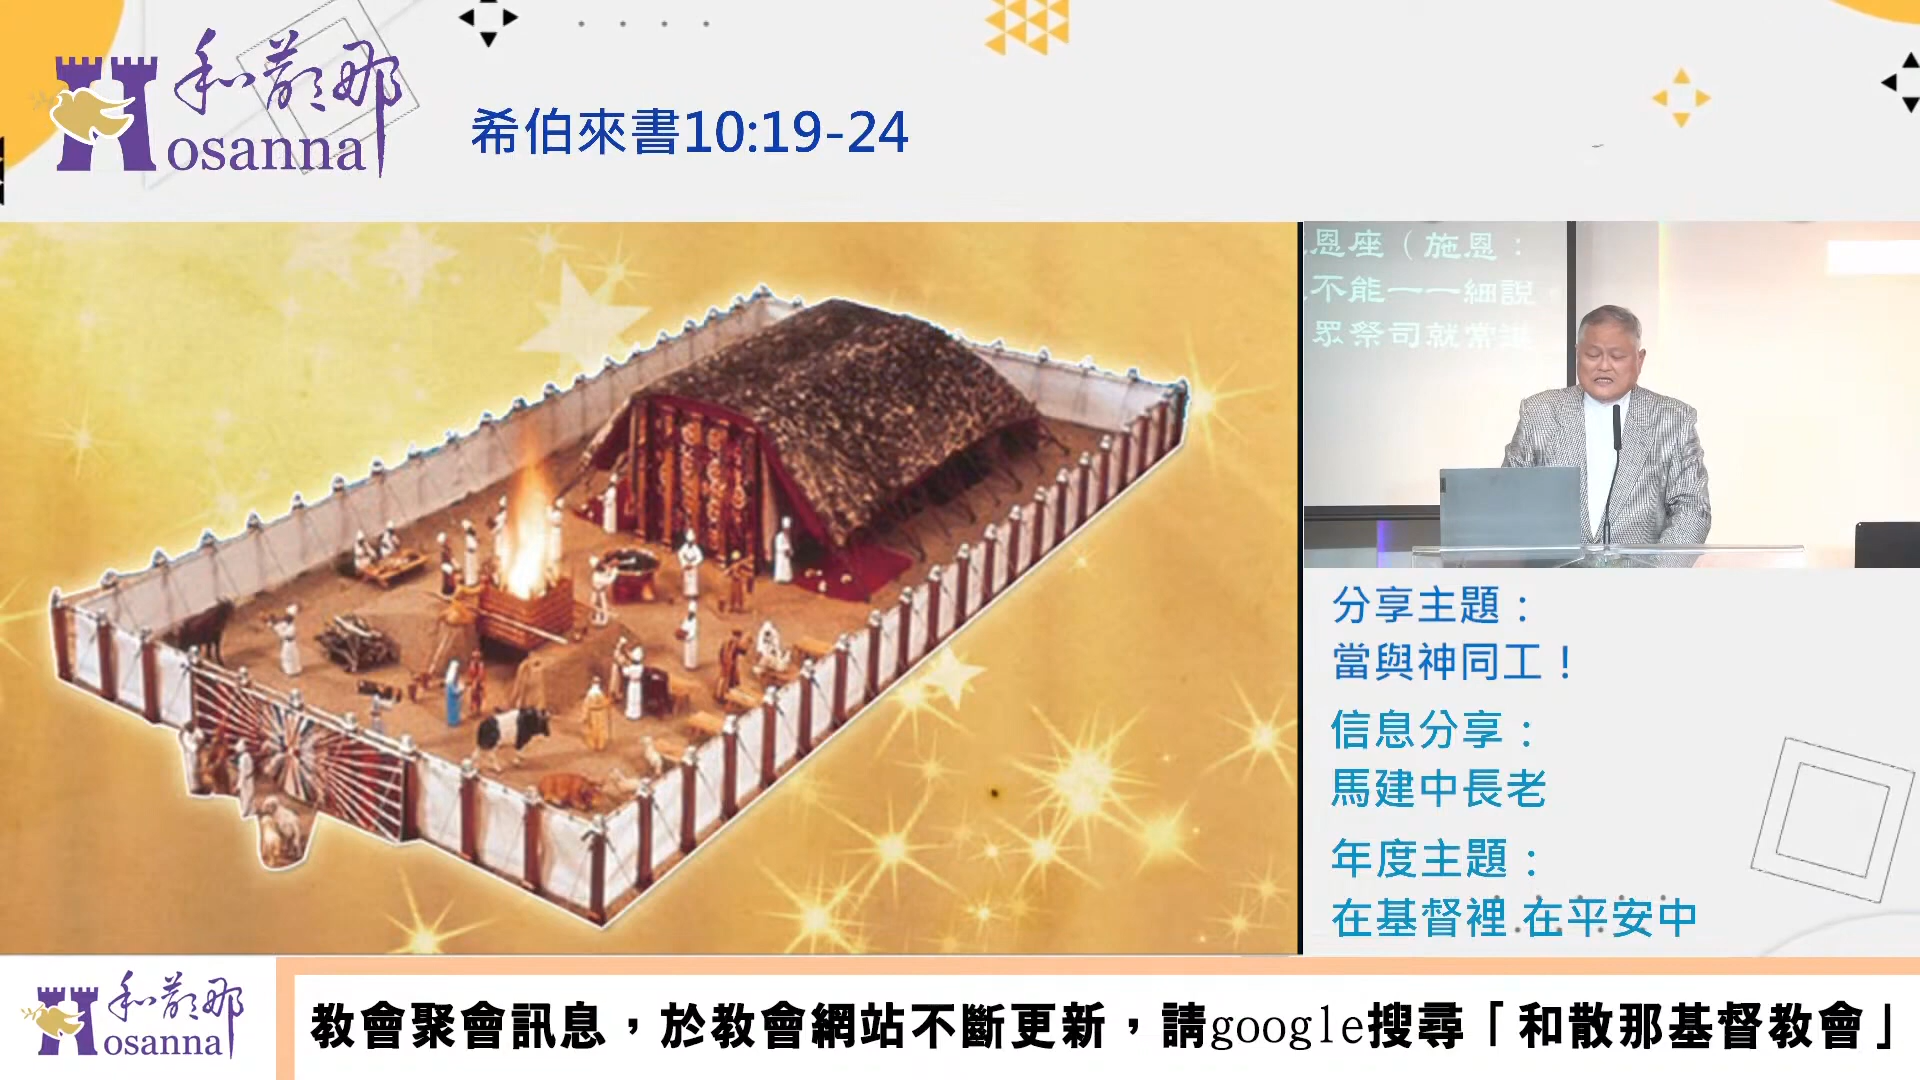 和散那
Hosanna
希伯來書10:19-24
恩座（施恩：
不能一一細說。
眾祭司就常進
分享主題：
當與神同工！
信息分享：
馬建中長老
年度主題：
在基督裡.在平安中
和散那
Hosanna
教會聚會訊息，於教會網站不斷更新，請google搜尋「和散那基督教會」